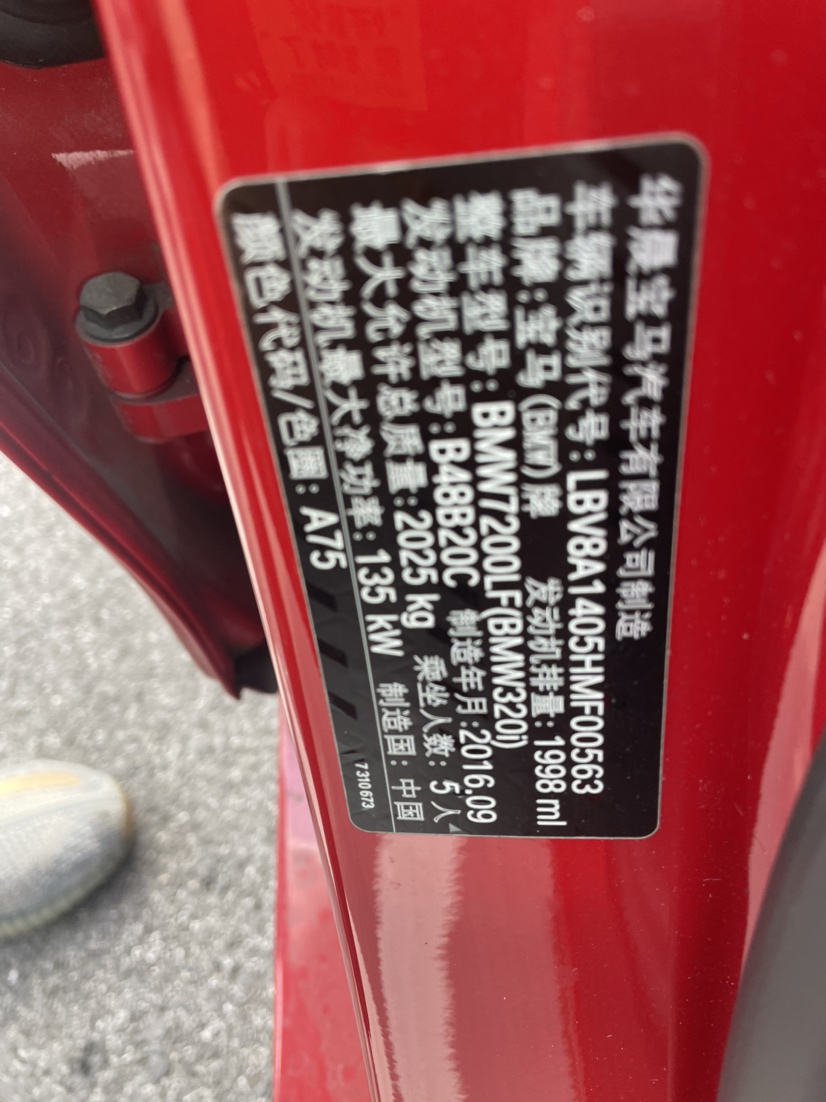 华晨宝马汽车有限公司制造
车辆识别代号: LBV8A1405HMF00563
品牌: 宝马(BMW)牌 发动机排量: 1998 ml
整车型号: BMW7200LF(BMW320i)
发动机型号: B48B20C 制造年月: 2016.09
最大允许总质量: 2025 kg 乘坐人数: 5人
发动机最大净功率: 135 kW 制造国: 中国
颜色代码/色圈: A75
7310673